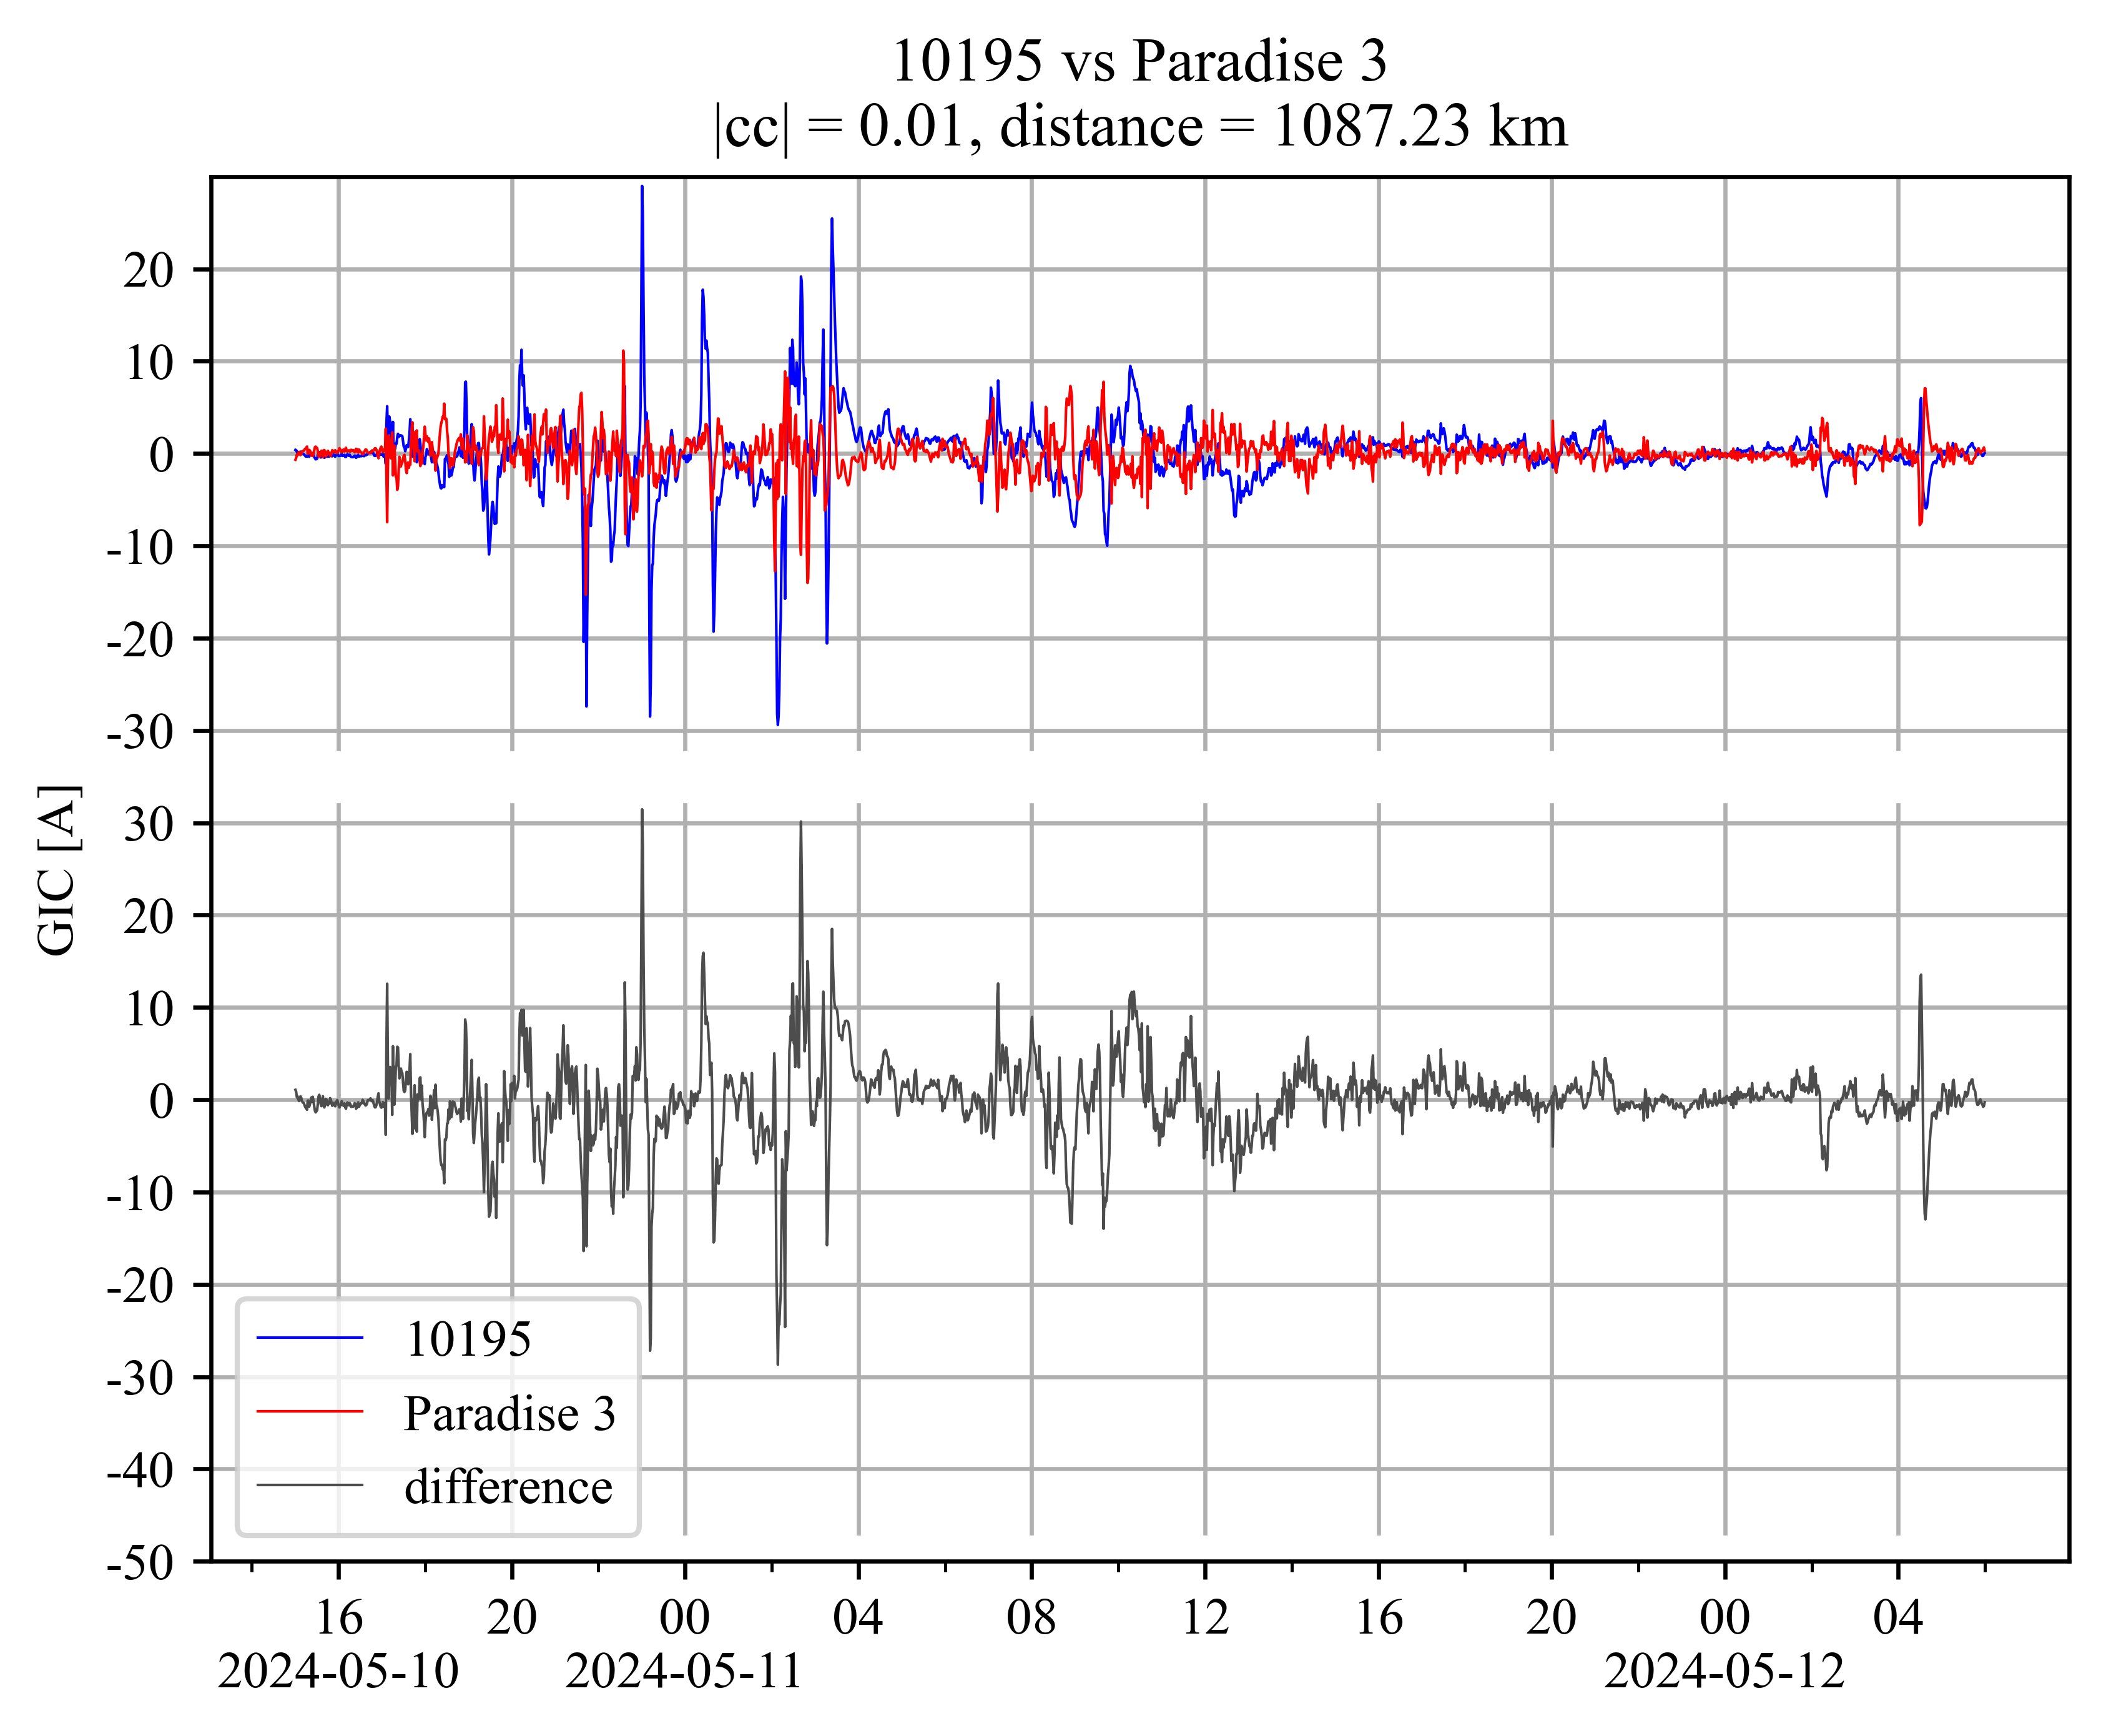 10195 vs Paradise 3
|cc| = 0.01, distance = 1087.23 km
20
10
0
-10
-20
-30
30
20
10
0
-10
-20
-30
-40
-50
GIC [A]
10195
Paradise 3
difference
16 20 00 04 08 12 16 20 00 04
2024-05-10 2024-05-11 2024-05-12